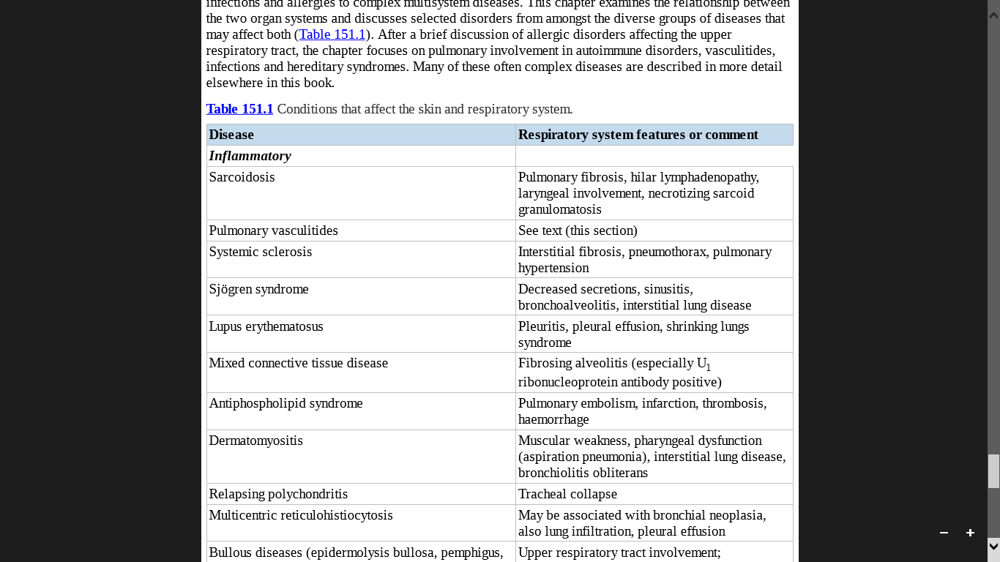 infections and allergies to complex multisystem diseases. This chapter examines the relationship between
the two organ systems and discusses selected disorders from amongst the diverse groups of diseases that
may affect both (Table 151.1). After a brief discussion of allergic disorders affecting the upper
respiratory tract, the chapter focuses on pulmonary involvement in autoimmune disorders, vasculitides,
infections and hereditary syndromes. Many of these often complex diseases are described in more detail
elsewhere in this book.
Table 151.1 Conditions that affect the skin and respiratory system.
Disease
Respiratory system features or comment
Inflammatory
Sarcoidosis
Pulmonary fibrosis, hilar lymphadenopathy,
laryngeal involvement, necrotizing sarcoid
granulomatosis
Pulmonary vasculitides
See text (this section)
Systemic sclerosis
Interstitial fibrosis, pneumothorax, pulmonary
hypertension
Sjögren syndrome
Decreased secretions, sinusitis,
bronchoalveolitis, interstitial lung disease
Lupus erythematosus
Pleuritis, pleural effusion, shrinking lungs
syndrome
Mixed connective tissue disease
Fibrosing alveolitis (especially U1
ribonucleoprotein antibody positive)
Antiphospholipid syndrome
Pulmonary embolism, infarction, thrombosis,
haemorrhage
Dermatomyositis
Muscular weakness, pharyngeal dysfunction
(aspiration pneumonia), interstitial lung disease,
bronchiolitis obliterans
Relapsing polychondritis
Tracheal collapse
Multicentric reticulohistiocytosis
May be associated with bronchial neoplasia,
also lung infiltration, pleural effusion
Bullous diseases (epidermolysis bullosa, pemphigus,
Upper respiratory tract involvement;